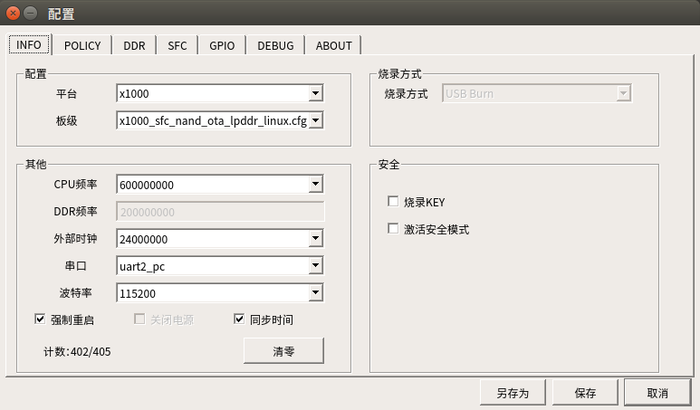 配置
INFO POLICY DDR SFC GPIO DEBUG ABOUT
配置
平台 x1000
板级 x1000_sfc_nand_ota_lpddr_linux.cfg
烧录方式
烧录方式 USB Burn
其他
CPU频率 600000000
DDR频率 200000000
外部时钟 24000000
串口 uart2_pc
波特率 115200
强制重启 关闭电源 同步时间
计数:402/405 清零
安全
烧录KEY
激活安全模式
另存为 保存 取消